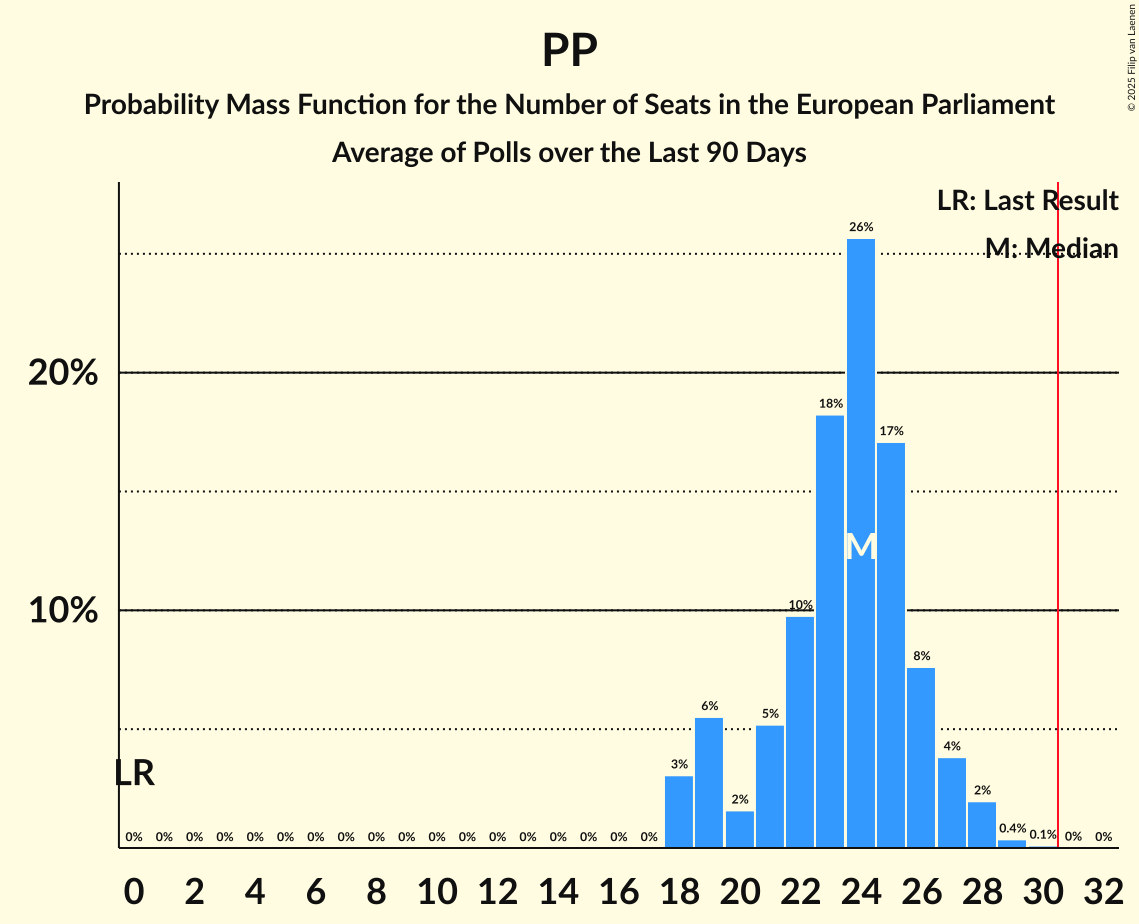 PP
Probability Mass Function for the Number of Seats in the European Parliament
Average of Polls over the Last 90 Days
© 2025 Filip van Laenen
LR: Last Result
M: Median
26%
20%
18%
17%
M
10%
10%
8%
6%
5%
4%
LR
3%
2%
2%
0% 0% 0% 0% 0% 0% 0% 0% 0% 0% 0% 0% 0% 0% 0% 0% 0% 0% 0.4% 0.1% 0% 0%
0 2 4 6 8 10 12 14 16 18 20 22 24 26 28 30 32